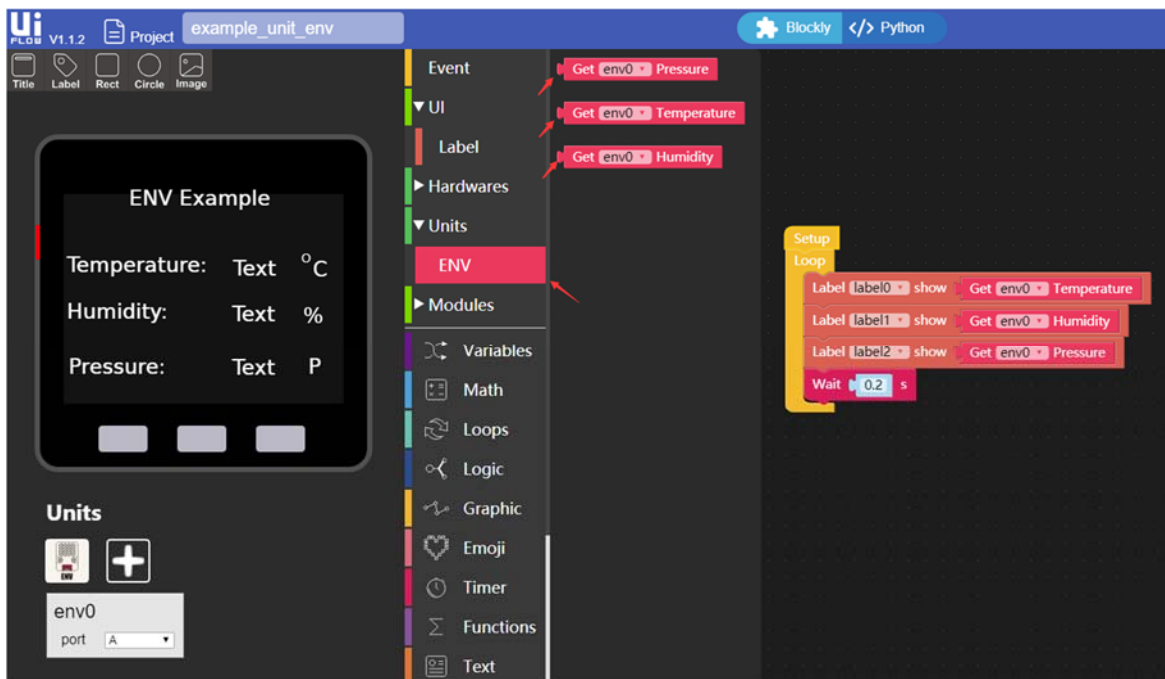 Ui
FLOW V1.1.2 Project example_unit_env Blockly </> Python
Title Label Rect Circle Image
ENV Example
Temperature: Text °C
Humidity: Text %
Pressure: Text P
Units
ENV
env0
port A
Event
UI
Label
Hardwares
Units
ENV
Modules
Variables
Math
Loops
Logic
Graphic
Emoji
Timer
Functions
Text
Get env0 Pressure
Get env0 Temperature
Get env0 Humidity
Setup
Loop
Label label0 show Get env0 Temperature
Label label1 show Get env0 Humidity
Label label2 show Get env0 Pressure
Wait 0.2 s